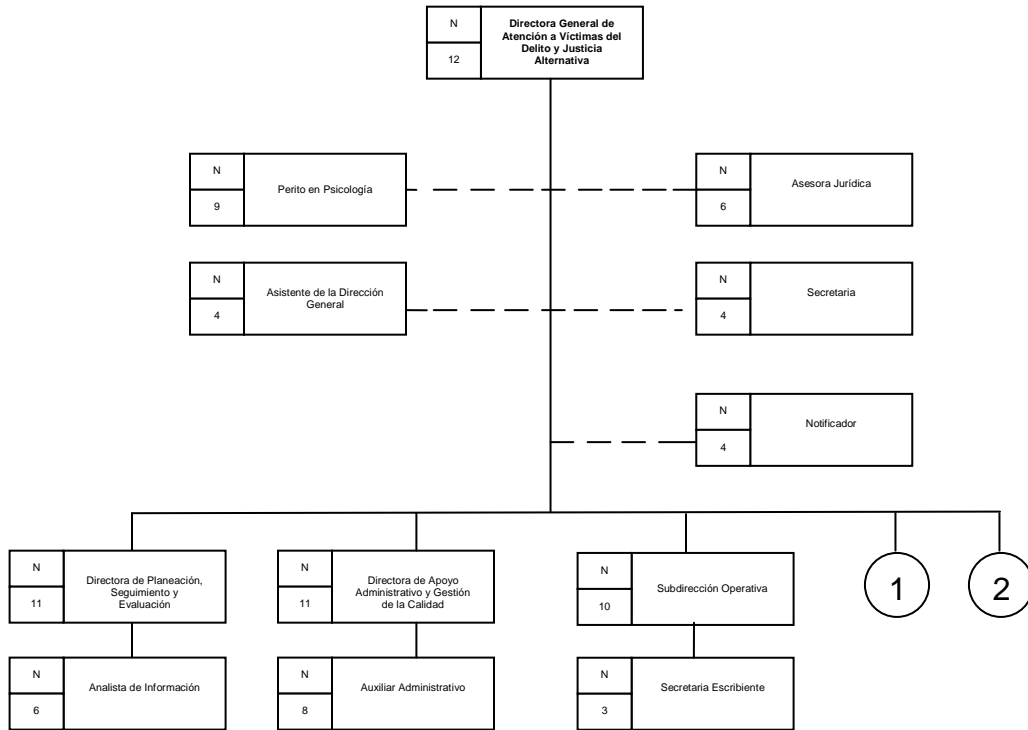 N
12
Directora General de
Atención a Víctimas del
Delito y Justicia
Alternativa
N
9
Perito en Psicología
N
6
Asesora Jurídica
N
4
Asistente de la Dirección
General
N
4
Secretaria
N
4
Notificador
N
11
Directora de Planeación,
Seguimiento y
Evaluación
N
11
Directora de Apoyo
Administrativo y Gestión
de la Calidad
N
10
Subdirección Operativa
1
2
N
6
Analista de Información
N
8
Auxiliar Administrativo
N
3
Secretaria Escribiente